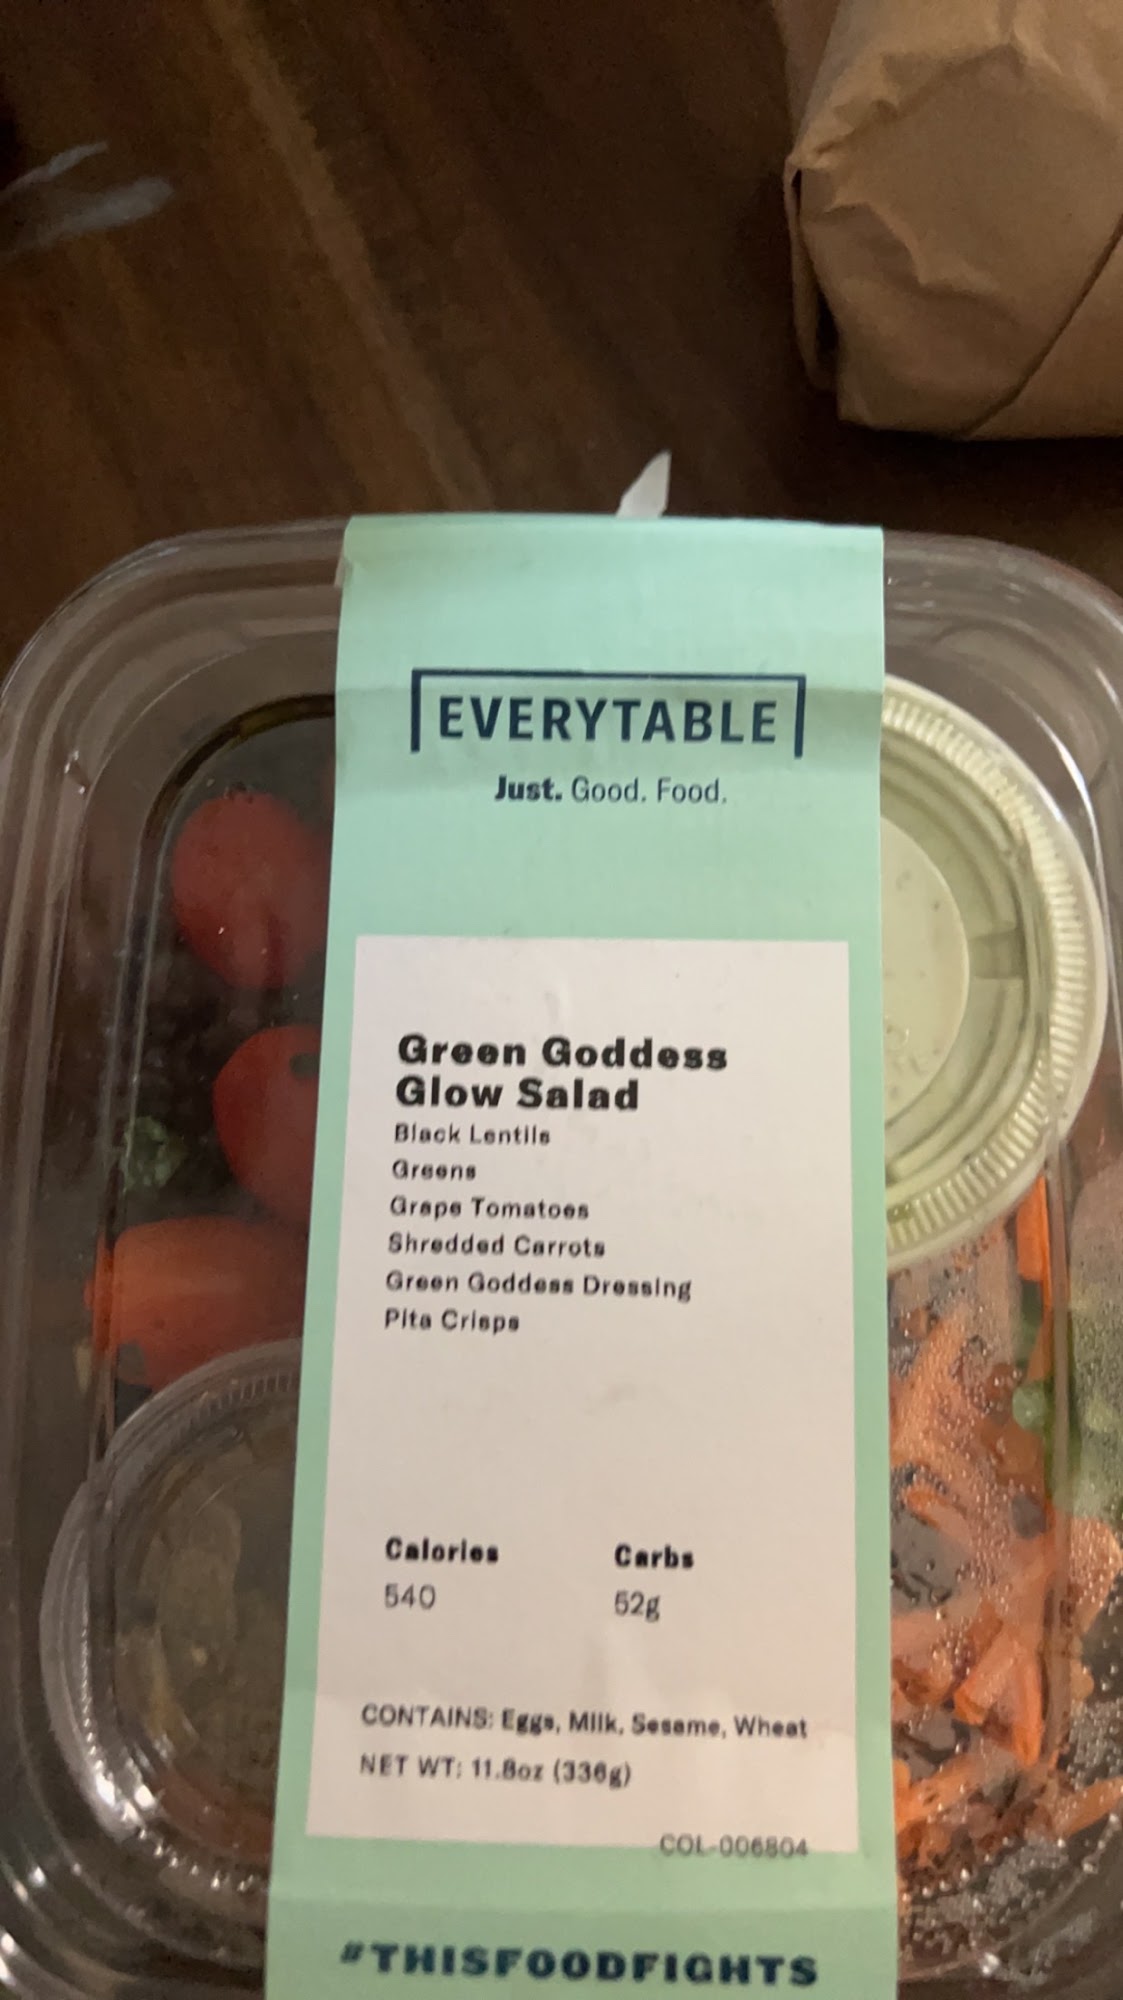 EVERYTABLE
Just. Good. Food.
Green Goddess
Glow Salad
Black Lentils
Greens
Grape Tomatoes
Shredded Carrots
Green Goddess Dressing
Pita Crisps
Calories Carbs
540 52g
CONTAINS: Eggs, Milk, Sesame, Wheat
NET WT: 11.8oz (336g)
COL-006804
#THISFOODFIGHTS